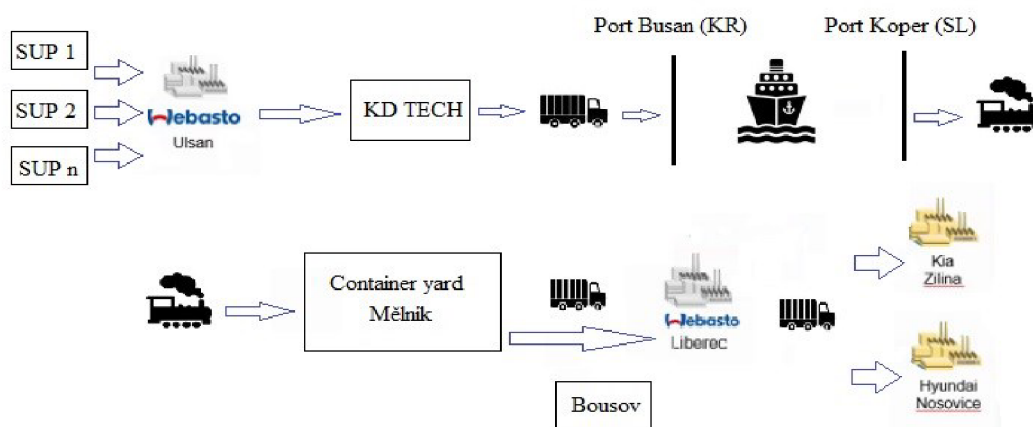 Port Busan (KR)
Port Koper (SL)
SUP 1
SUP 2
SUP n
Webasto
Ulsan
KD TECH
Container yard
Mělnik
Webasto
Liberec
Bousov
Kia
Zilina
Hyundai
Nosovice